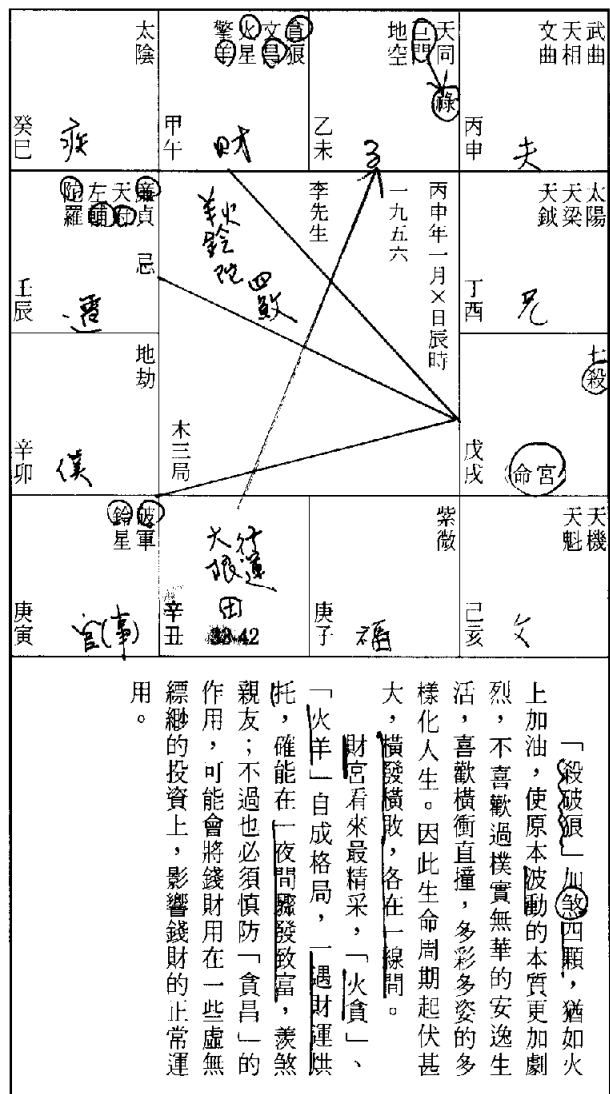 太陰
癸巳
疾
貪狼
文昌
火星
擎羊
甲午
財
天同
巨門
祿
地空
乙未
子
武曲
天相
文曲
丙申
夫
廉貞
忌
天府
左輔
陀羅
壬辰
遷
丙申年一月×日辰時
一九五六
李先生
木三局
羊火鈴陀
四煞
太陽
天梁
天鉞
丁酉
兄
地劫
辛卯
僕
七殺
戊戌
命宮
破軍
鈴星
庚寅
官(事)
行運
大限
田
辛丑
33-42
紫微
庚子
福
天機
天魁
己亥
父
「殺破狼」加煞四顆，猶如火
上加油，使原本波動的本質更加劇
烈，不喜歡過樸實無華的安逸生
活，喜歡橫衝直撞，多彩多姿的多
樣化人生。因此生命周期起伏甚
大，橫發橫敗，各在一線間。
財宮看來最精采，「火貪」、
「火羊」自成格局，一遇財運烘
托，確能在一夜間驟發致富，羨煞
親友；不過也必須慎防「貪昌」的
作用，可能會將錢財用在一些虛無
縹緲的投資上，影響錢財的正常運
用。